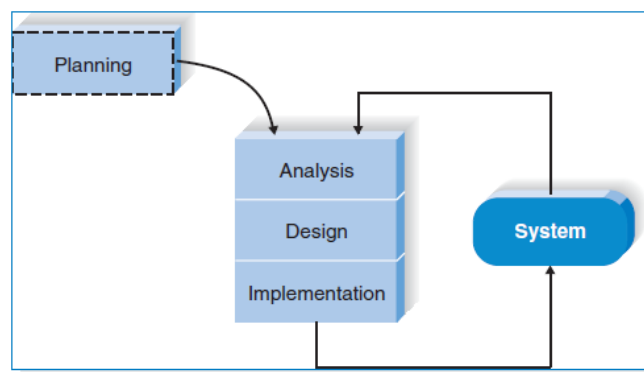 Planning
Analysis
Design
System
Implementation